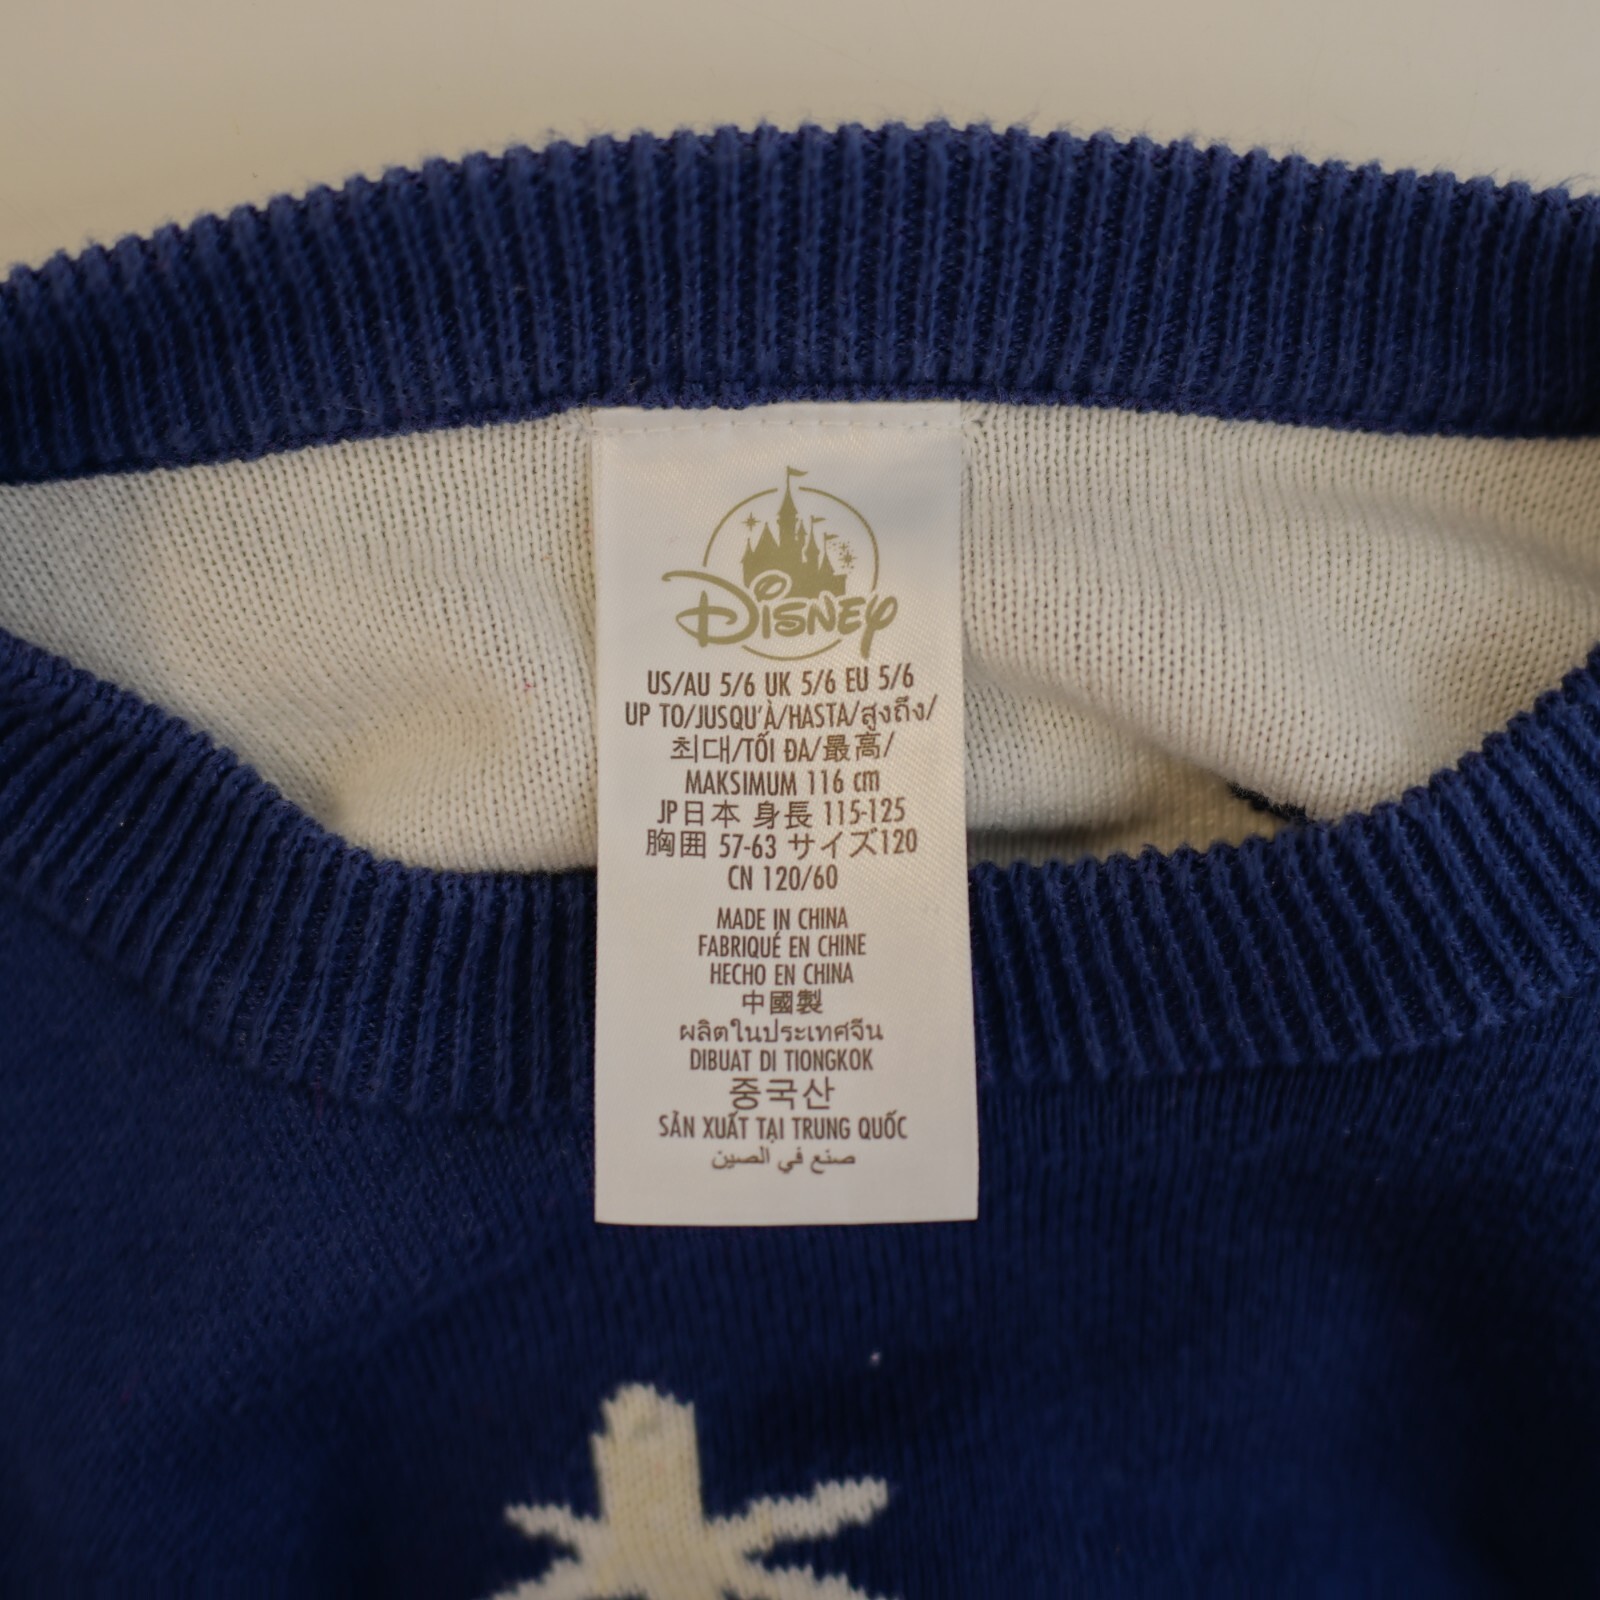 Disney
US/AU 5/6 UK 5/6 EU 5/6
UP TO/JUSQU'À/HASTA/สูงถึง/
최대/TỐI ĐA/最高/
MAKSIMUM 116 cm
JP日本 身長 115-125
胸囲 57-63 サイズ120
CN 120/60
MADE IN CHINA
FABRIQUÉ EN CHINE
HECHO EN CHINA
中國製
ผลิตในประเทศจีน
DIBUAT DI TIONGKOK
중국산
SẢN XUẤT TẠI TRUNG QUỐC
صنع في الصين